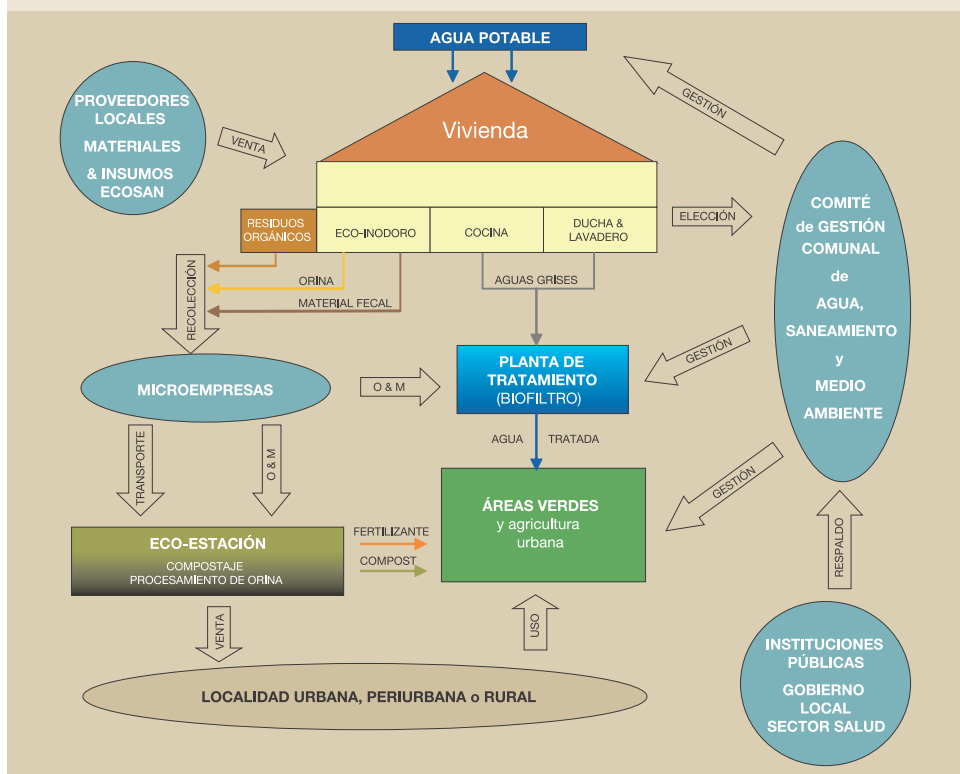 AGUA POTABLE
PROVEEDORES
LOCALES
MATERIALES
& INSUMOS
ECOSAN
VENTA
Vivienda
GESTIÓN
RESIDUOS
ORGÁNICOS
ECO-INODORO
COCINA
DUCHA &
LAVADERO
ELECCIÓN
COMITÉ
de GESTIÓN
COMUNAL
de
AGUA,
SANEAMIENTO
y
MEDIO
AMBIENTE
RECOLECCIÓN
ORÍNA
MATERIAL FECAL
AGUAS GRISES
GESTIÓN
MICROEMPRESAS
O & M
PLANTA DE
TRATAMIENTO
(BIOFILTRO)
TRANSPORTE
O & M
AGUA TRATADA
GESTIÓN
ÁREAS VERDES
y agricultura
urbana
ECO-ESTACIÓN
COMPOSTAJE
PROCESAMIENTO DE ORÍNA
FERTILIZANTE
COMPOST
RESPALDO
VENTA
USO
LOCALIDAD URBANA, PERIURBANA o RURAL
INSTITUCIONES
PÚBLICAS
GOBIERNO
LOCAL
SECTOR SALUD